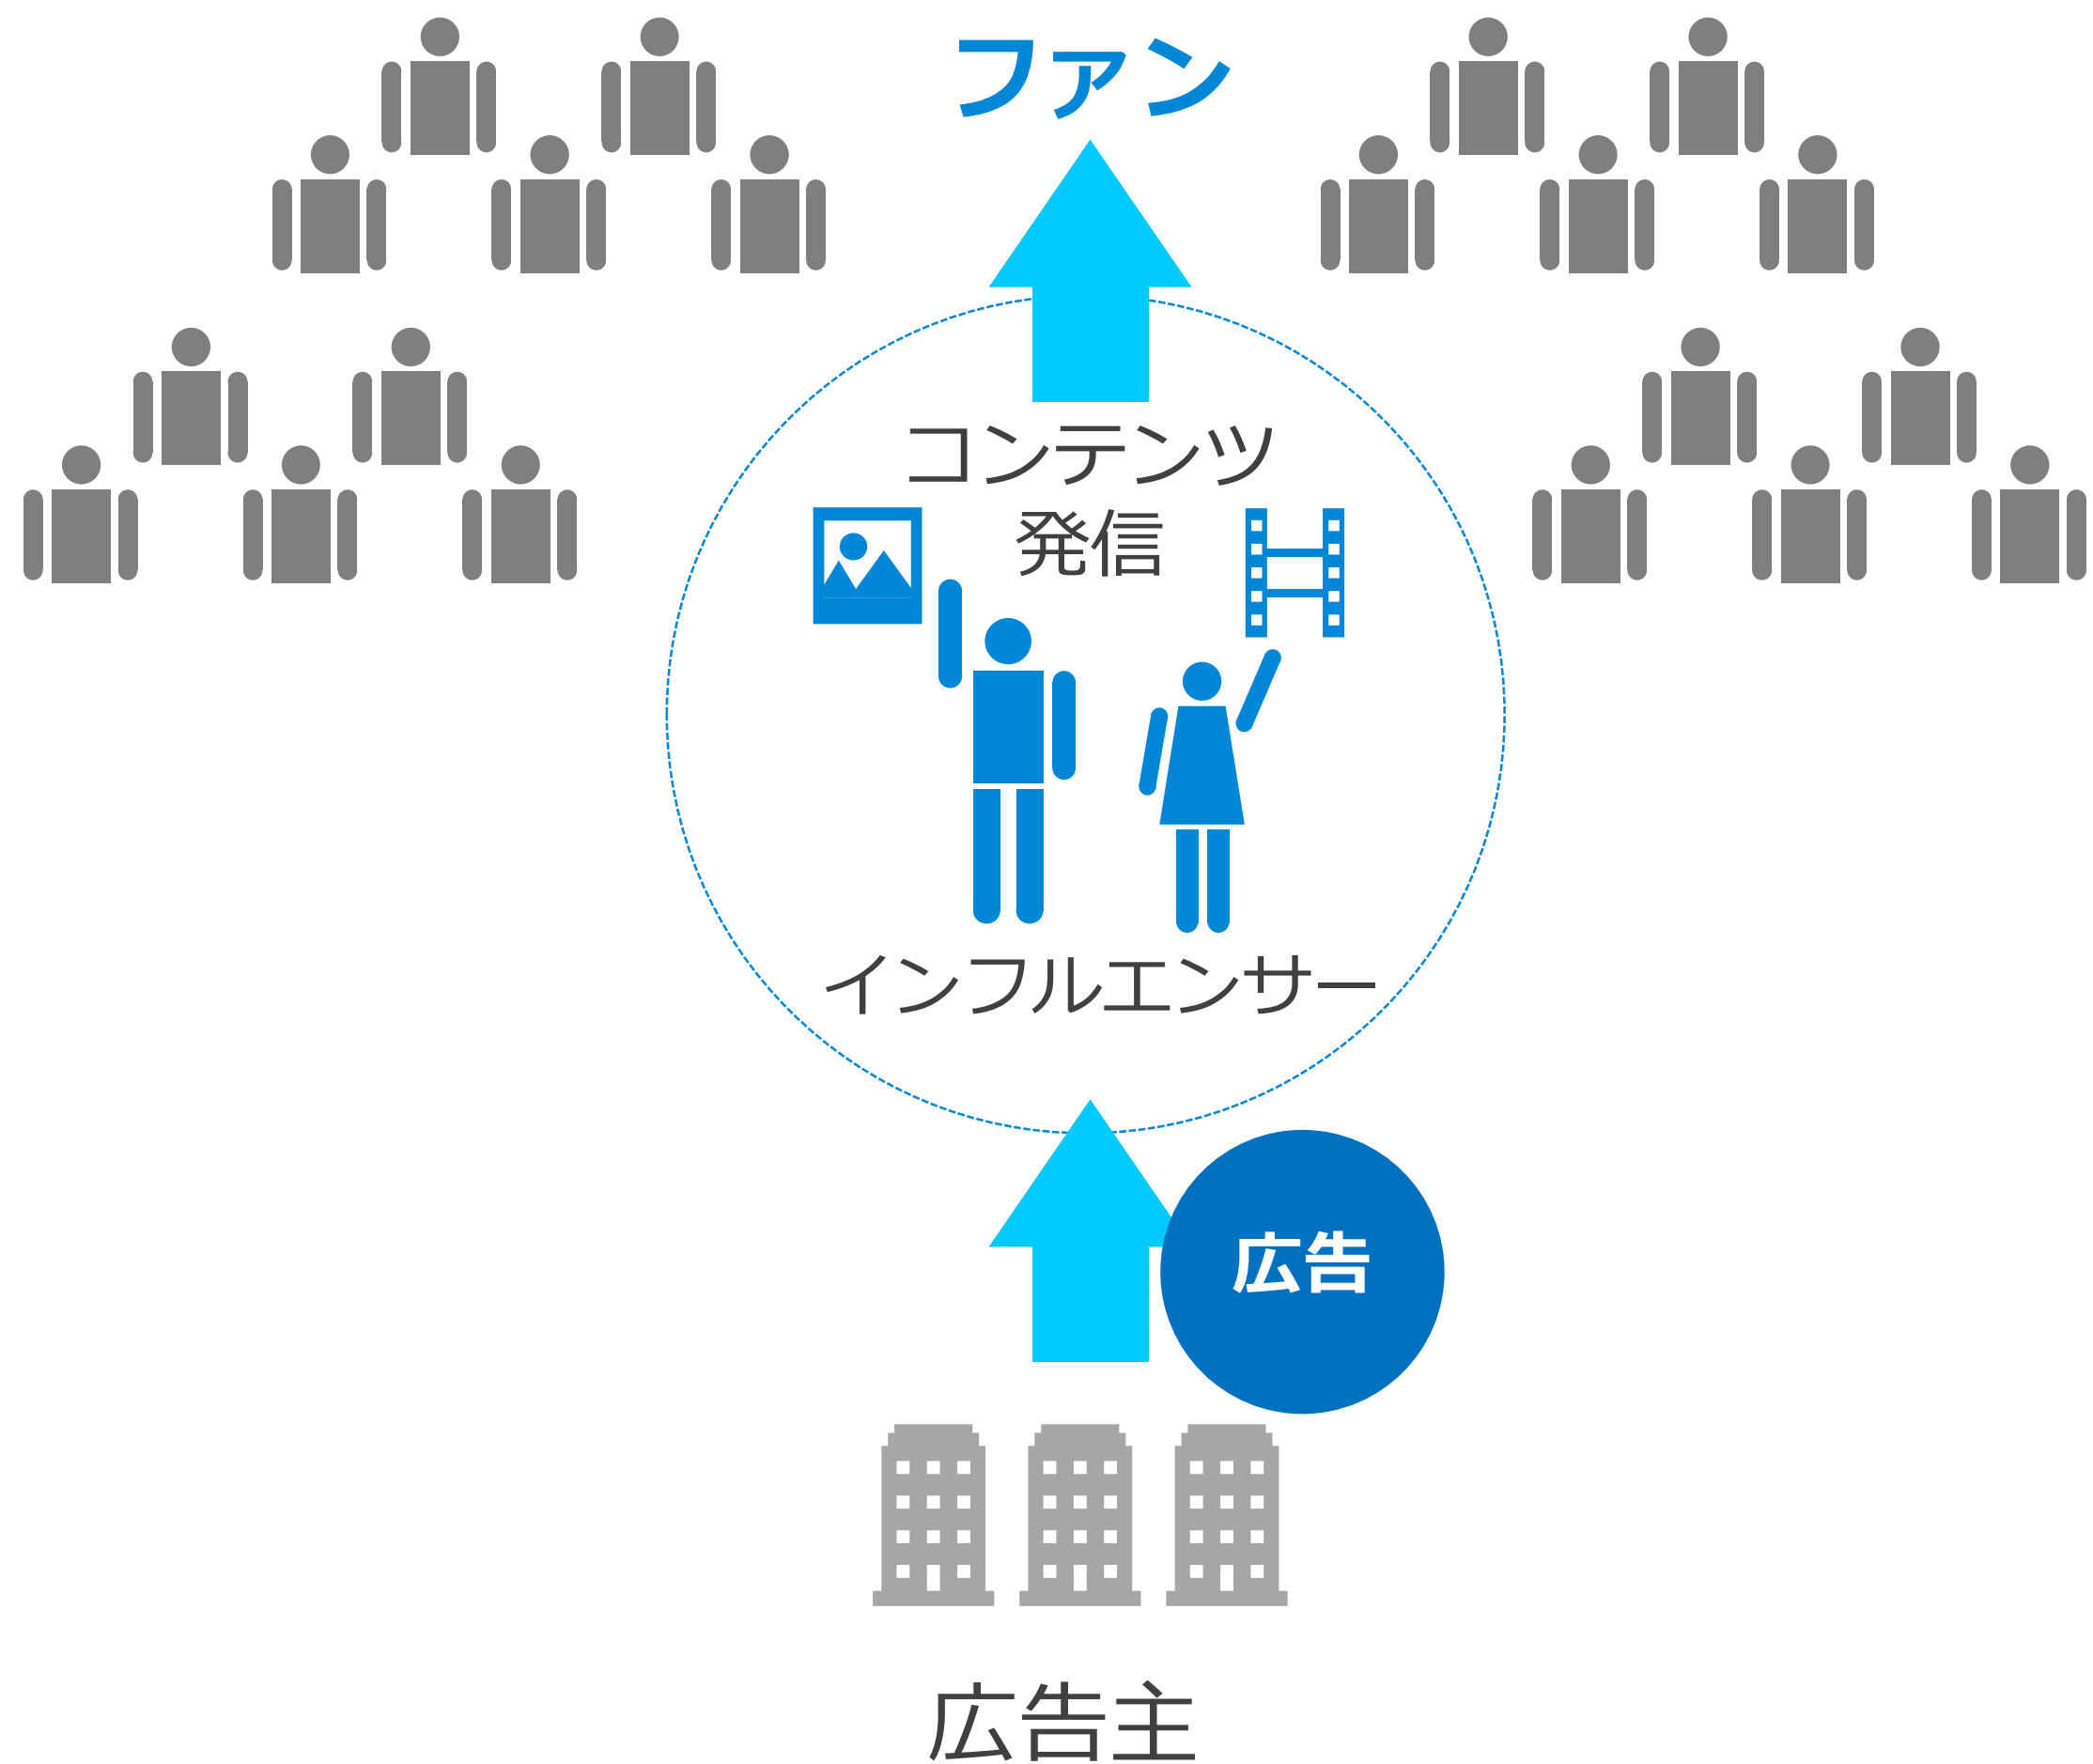 ファン
コンテンツ
発信
インフルエンサー
広告
広告主